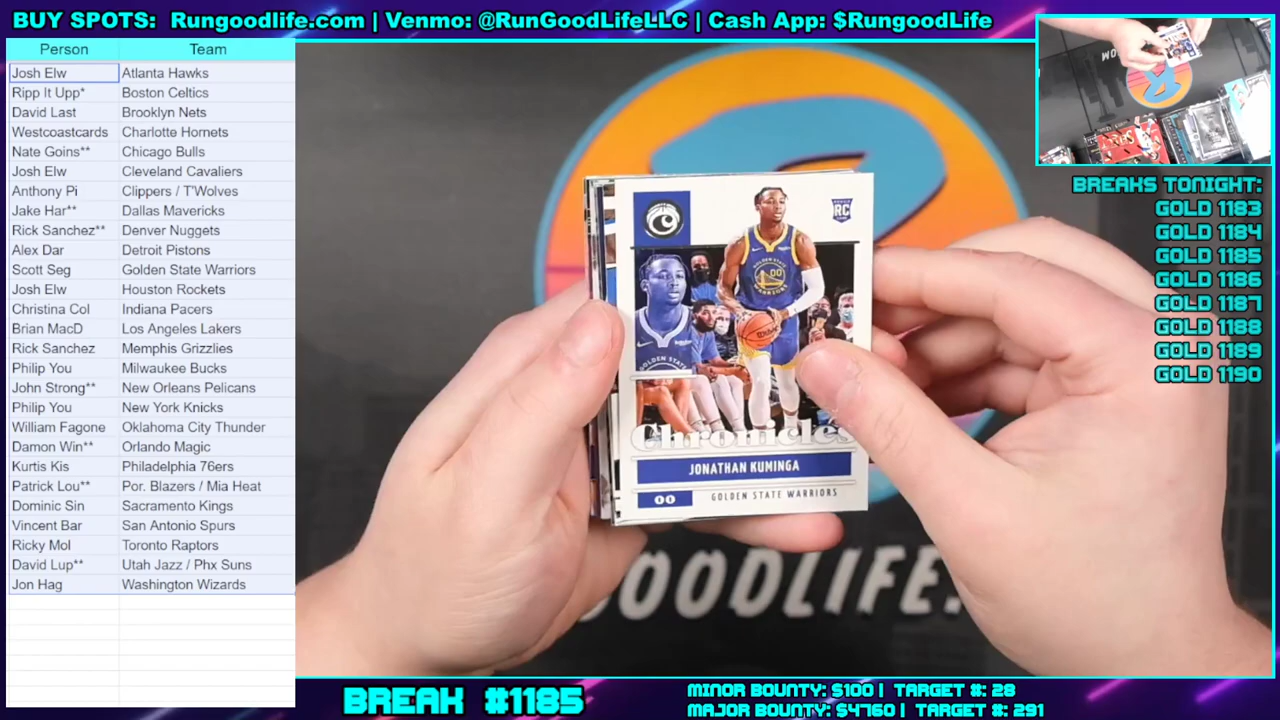 BUY SPOTS: Rungoodlife.com | Venmo: @RunGoodLifeLLC | Cash App: $RungoodLife
Person Team
Josh Elw Atlanta Hawks
Ripp It Upp* Boston Celtics
David Last Brooklyn Nets
Westcoastcards Charlotte Hornets
Nate Goins** Chicago Bulls
Josh Elw Cleveland Cavaliers
Anthony Pi Clippers / T'Wolves
Jake Har** Dallas Mavericks
Rick Sanchez** Denver Nuggets
Alex Dar Detroit Pistons
Scott Seg Golden State Warriors
Josh Elw Houston Rockets
Christina Col Indiana Pacers
Brian MacD Los Angeles Lakers
Rick Sanchez Memphis Grizzlies
Philip You Milwaukee Bucks
John Strong** New Orleans Pelicans
Philip You New York Knicks
William Fagone Oklahoma City Thunder
Damon Win** Orlando Magic
Kurtis Kis Philadelphia 76ers
Patrick Lou** Por. Blazers / Mia Heat
Dominic Sin Sacramento Kings
Vincent Bar San Antonio Spurs
Ricky Mol Toronto Raptors
David Lup** Utah Jazz / Phx Suns
Jon Hag Washington Wizards
RC
GOLDEN STATE
00
WARRIORS
GOLDEN STATE
Chronicles
JONATHAN KUMINGA
00 GOLDEN STATE WARRIORS
OODLIFE.
BREAKS TONIGHT:
GOLD 1183
GOLD 1184
GOLD 1185
GOLD 1186
GOLD 1187
GOLD 1188
GOLD 1189
GOLD 1190
BREAK #1185
MINOR BOUNTY: $100 | TARGET #: 28
MAJOR BOUNTY: $4760 | TARGET #: 291